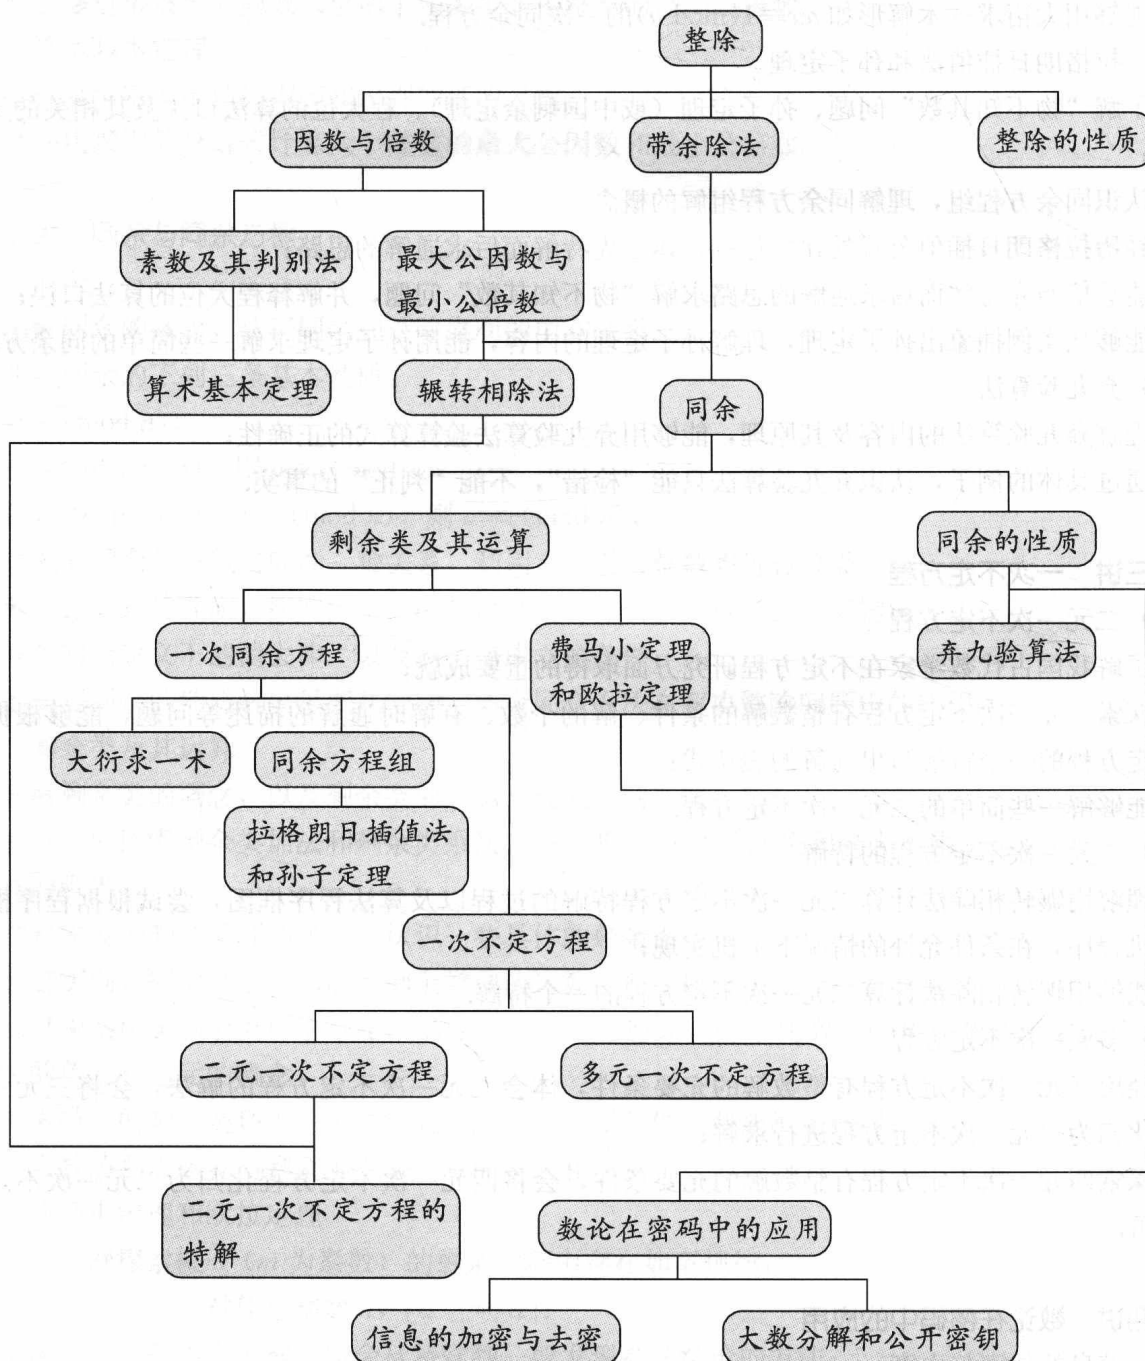 整除
因数与倍数
带余除法
整除的性质
素数及其判别法
最大公因数与
最小公倍数
算术基本定理
辗转相除法
同余
剩余类及其运算
同余的性质
一次同余方程
费马小定理
和欧拉定理
弃九验算法
大衍求一术
同余方程组
拉格朗日插值法
和孙子定理
一次不定方程
二元一次不定方程
多元一次不定方程
二元一次不定方程的
特解
数论在密码中的应用
信息的加密与去密
大数分解和公开密钥